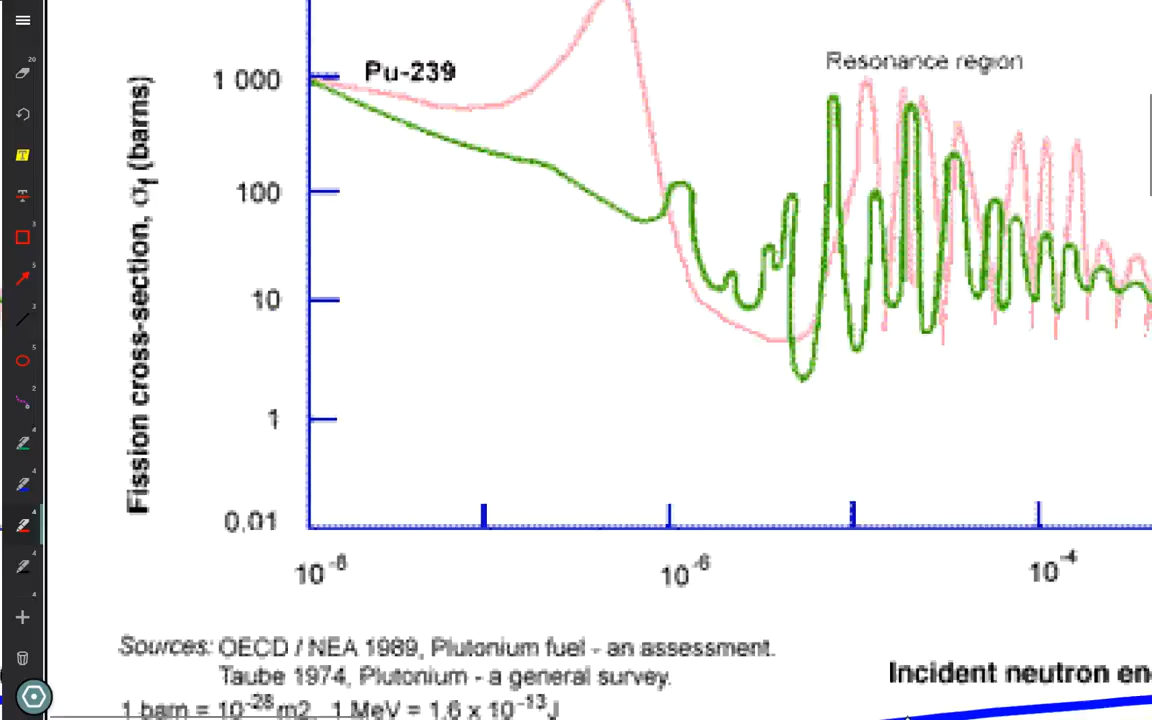 Resonance region
Pu-239
Fission cross-section, σf (barns)
1 000
100
10
1
0.01
10-8
10-6
10-4
Sources: OECD / NEA 1989, Plutonium fuel - an assessment.
Taube 1974, Plutonium - a general survey.
Incident neutron en
1 barn = 10-28 m2, 1 MeV = 1.6 x 10-13J